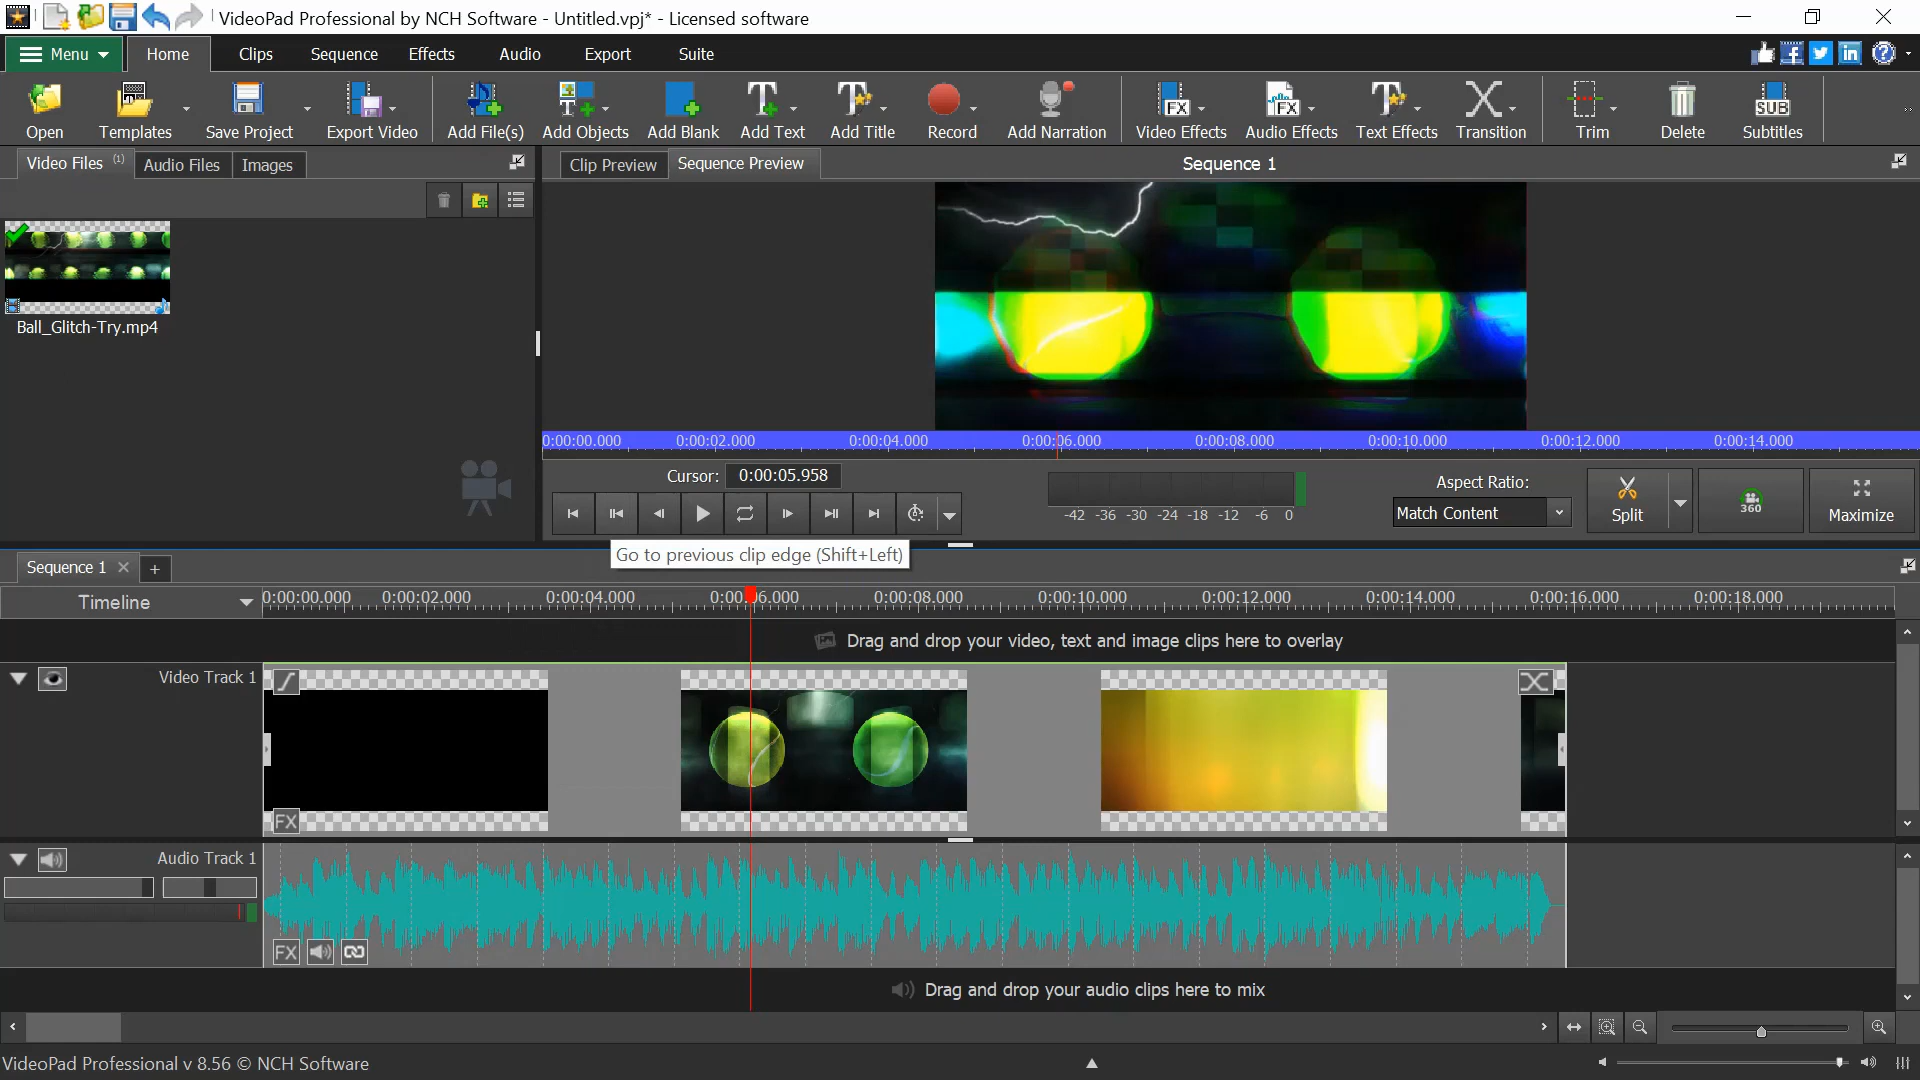 VideoPad Professional by NCH Software - Untitled.vpj* - Licensed software
Menu Home Clips Sequence Effects Audio Export Suite
Open Templates Save Project Export Video Add File(s) Add Objects Add Blank Add Text Add Title Record Add Narration Video Effects Audio Effects Text Effects Transition Trim Delete Subtitles
Video Files (1) Audio Files Images
Clip Preview Sequence Preview Sequence 1
Ball_Glitch-Try.mp4
0:00:00.000 0:00:02.000 0:00:04.000 0:00:06.000 0:00:08.000 0:00:10.000 0:00:12.000 0:00:14.000
Cursor: 0:00:05.958
-42 -36 -30 -24 -18 -12 -6 0
Aspect Ratio:
Match Content
Split
360
Maximize
Go to previous clip edge (Shift+Left)
Sequence 1
Timeline 0:00:00.000 0:00:02.000 0:00:04.000 0:00:06.000 0:00:08.000 0:00:10.000 0:00:12.000 0:00:14.000 0:00:16.000 0:00:18.000
Drag and drop your video, text and image clips here to overlay
Video Track 1
FX
Audio Track 1
FX
Drag and drop your audio clips here to mix
VideoPad Professional v 8.56 © NCH Software